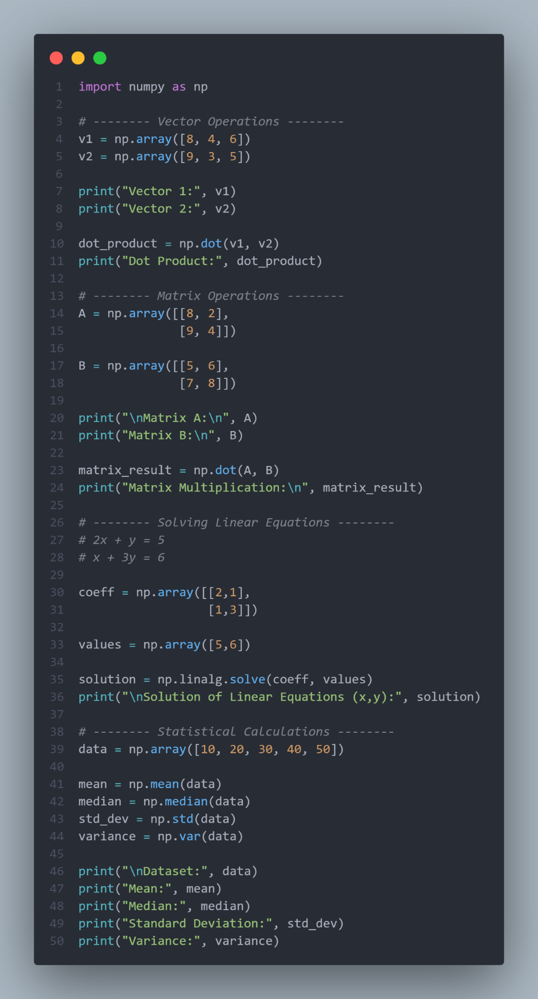 1 import numpy as np
2
3 # -------- Vector Operations --------
4 v1 = np.array([8, 4, 6])
5 v2 = np.array([9, 3, 5])
6
7 print("Vector 1:", v1)
8 print("Vector 2:", v2)
9
10 dot_product = np.dot(v1, v2)
11 print("Dot Product:", dot_product)
12
13 # -------- Matrix Operations --------
14 A = np.array([[8, 2],
15               [9, 4]])
16
17 B = np.array([[5, 6],
18               [7, 8]])
19
20 print("\nMatrix A:\n", A)
21 print("Matrix B:\n", B)
22
23 matrix_result = np.dot(A, B)
24 print("Matrix Multiplication:\n", matrix_result)
25
26 # -------- Solving Linear Equations --------
27 # 2x + y = 5
28 # x + 3y = 6
29
30 coeff = np.array([[2,1],
31                   [1,3]])
32
33 values = np.array([5,6])
34
35 solution = np.linalg.solve(coeff, values)
36 print("\nSolution of Linear Equations (x,y):", solution)
37
38 # -------- Statistical Calculations --------
39 data = np.array([10, 20, 30, 40, 50])
40
41 mean = np.mean(data)
42 median = np.median(data)
43 std_dev = np.std(data)
44 variance = np.var(data)
45
46 print("\nDataset:", data)
47 print("Mean:", mean)
48 print("Median:", median)
49 print("Standard Deviation:", std_dev)
50 print("Variance:", variance)